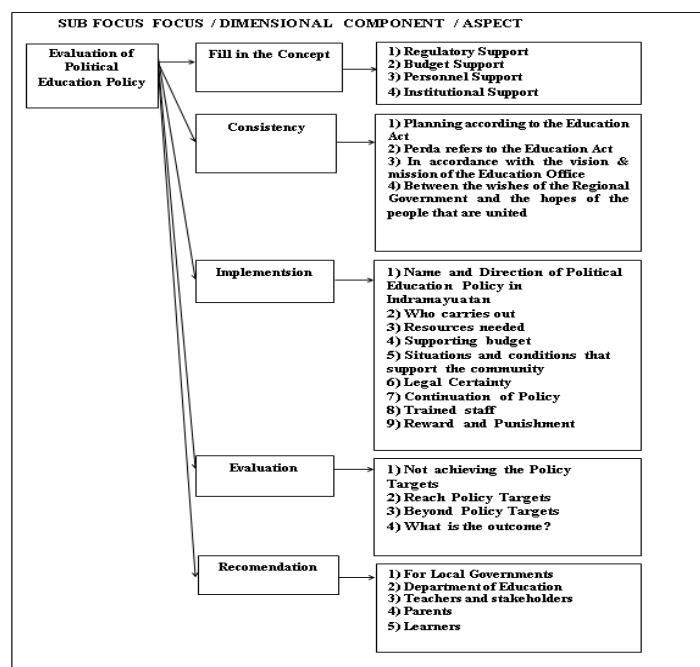 SUB FOCUS FOCUS / DIMENSIONAL COMPONENT / ASPECT
Evaluation of
Political
Education Policy
Fill in the Concept
1) Regulatory Support
2) Budget Support
3) Personnel Support
4) Institutional Support
Consistency
1) Planning according to the Education
Act
2) Perda refers to the Education Act
3) In accordance with the vision &
mission of the Education Office
4) Between the wishes of the Regional
Government and the hopes of the
people that are united
Implementsion
1) Name and Direction of Political
Education Policy in
Indramayuatan
2) Who carries out
3) Resources needed
4) Supporting budget
5) Situations and conditions that
support the community
6) Legal Certainty
7) Continuation of Policy
8) Trained staff
9) Reward and Punishment
Evaluation
1) Not achieving the Policy
Targets
2) Reach Policy Targets
3) Beyond Policy Targets
4) What is the outcome?
Recomendation
1) For Local Governments
2) Department of Education
3) Teachers and stakeholders
4) Parents
5) Learners